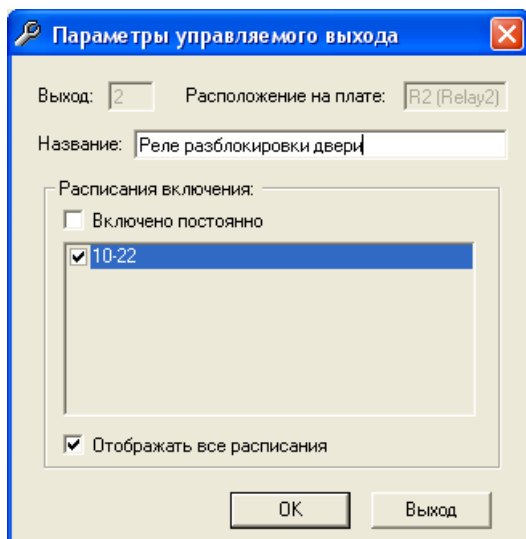 Параметры управляемого выхода
Выход: 2 Расположение на плате: R2 (Relay2)
Название: Реле разблокировки двери
Расписания включения:
Включено постоянно
10-22
Отображать все расписания
OK Выход